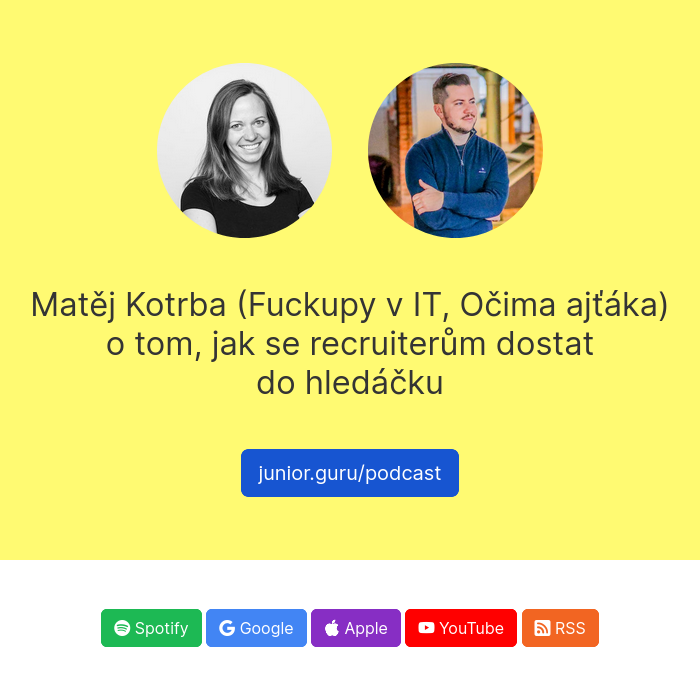 Matěj Kotrba (Fuckupy v IT, Očima ajťáka)
o tom, jak se recruiterům dostat
do hledáčku
junior.guru/podcast
Spotify Google Apple YouTube RSS